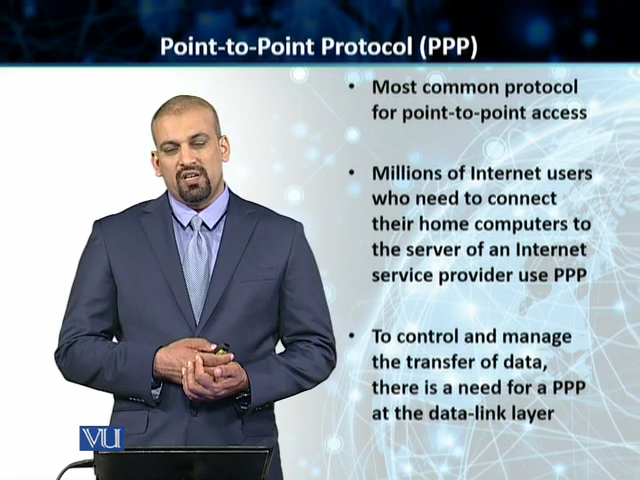 Point-to-Point Protocol (PPP)
• Most common protocol
for point-to-point access
• Millions of Internet users
who need to connect
their home computers to
the server of an Internet
service provider use PPP
• To control and manage
the transfer of data,
there is a need for a PPP
at the data-link layer
VU